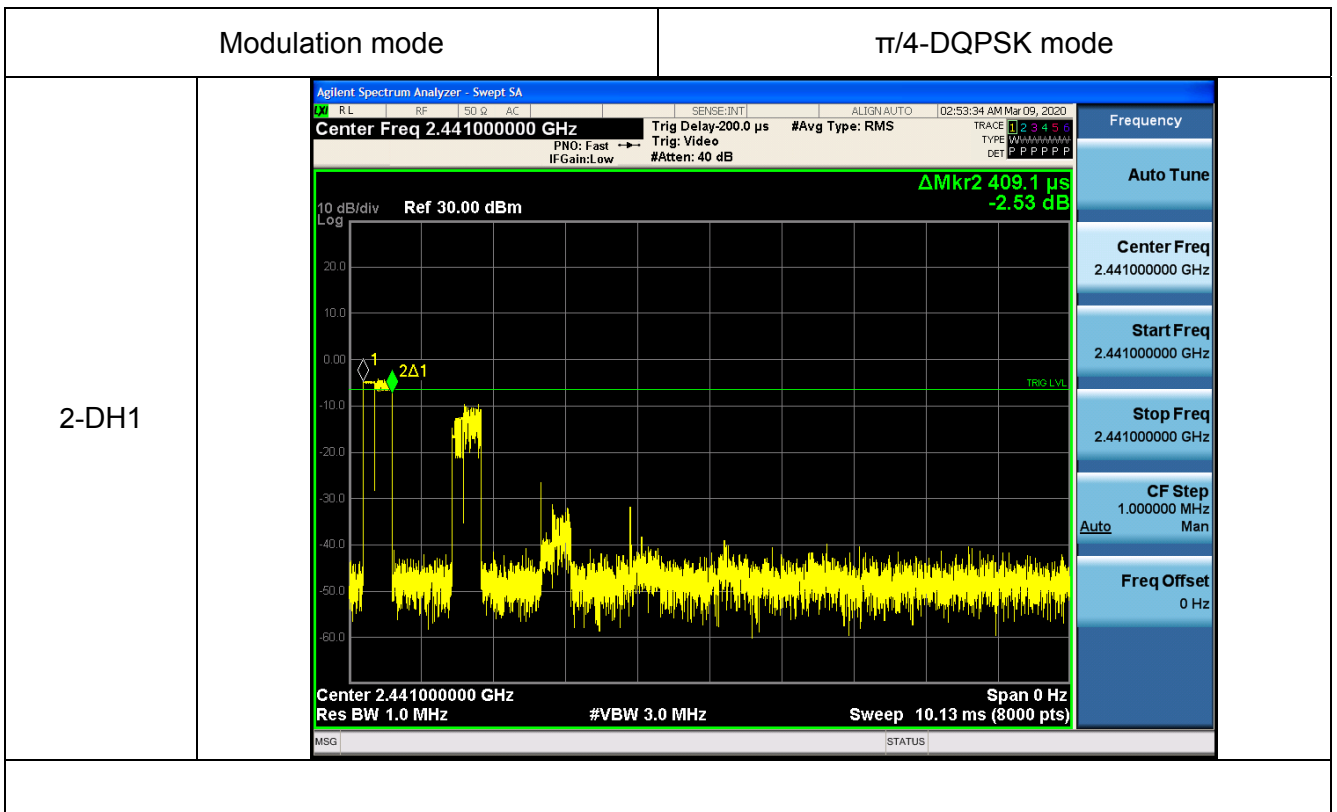 Modulation mode
π/4-DQPSK mode
2-DH1
Agilent Spectrum Analyzer - Swept SA
LXI RL RF 50 Ω AC SENSE:INT ALIGN AUTO 02:53:34 AM Mar 09, 2020
Center Freq 2.441000000 GHz
PNO: Fast
IFGain:Low
Trig Delay-200.0 µs
Trig: Video
#Atten: 40 dB
#Avg Type: RMS
TRACE 1 2 3 4 5 6
TYPE WWWWWW
DET P P P P P P
ΔMkr2 409.1 µs
-2.53 dB
10 dB/div
Log
Ref 30.00 dBm
20.0
10.0
0.00
-10.0
-20.0
-30.0
-40.0
-50.0
-60.0
1
2Δ1
TRIG LVL
Center 2.441000000 GHz
Span 0 Hz
Res BW 1.0 MHz
#VBW 3.0 MHz
Sweep 10.13 ms (8000 pts)
MSG
STATUS
Frequency
Auto Tune
Center Freq
2.441000000 GHz
Start Freq
2.441000000 GHz
Stop Freq
2.441000000 GHz
CF Step
1.000000 MHz
Auto Man
Freq Offset
0 Hz